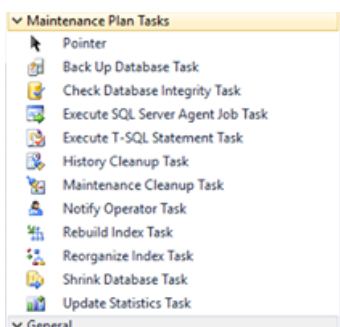 Maintenance Plan Tasks
Pointer
Back Up Database Task
Check Database Integrity Task
Execute SQL Server Agent Job Task
Execute T-SQL Statement Task
History Cleanup Task
Maintenance Cleanup Task
Notify Operator Task
Rebuild Index Task
Reorganize Index Task
Shrink Database Task
Update Statistics Task
General